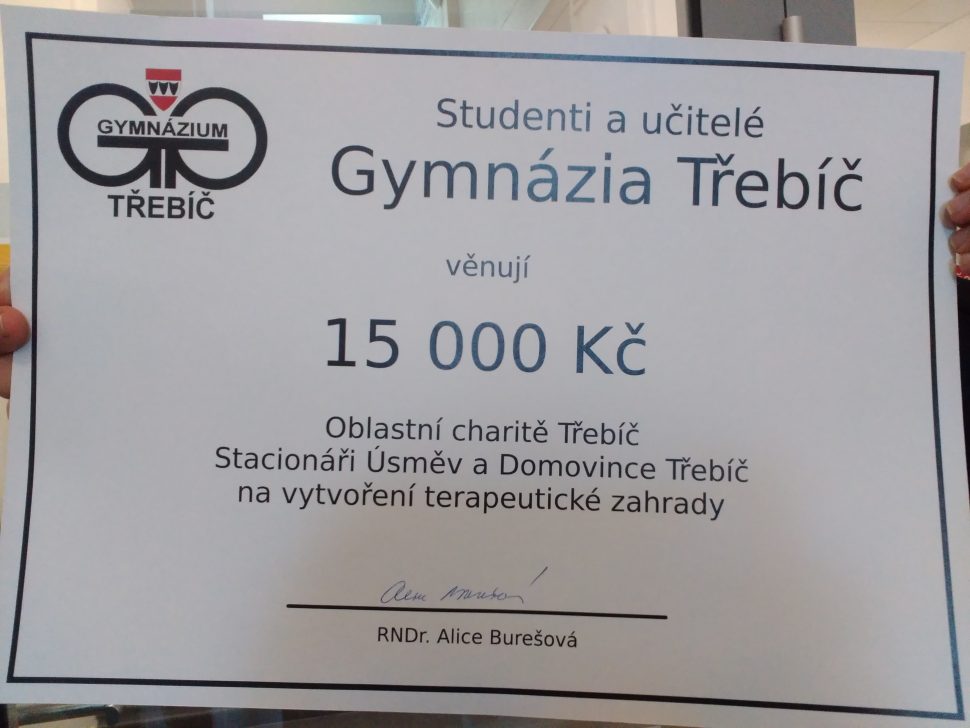 GYMNÁZIUM
TŘEBÍČ
Studenti a učitelé
Gymnázia Třebíč
věnují
15 000 Kč
Oblastní charitě Třebíč
Stacionáři Úsměv a Domovince Třebíč
na vytvoření terapeutické zahrady
RNDr. Alice Burešová